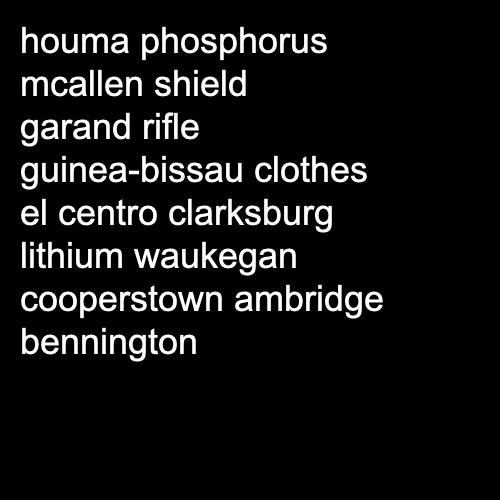 houma phosphorus
mcallen shield
garand rifle
guinea-bissau clothes
el centro clarksburg
lithium waukegan
cooperstown ambridge
bennington